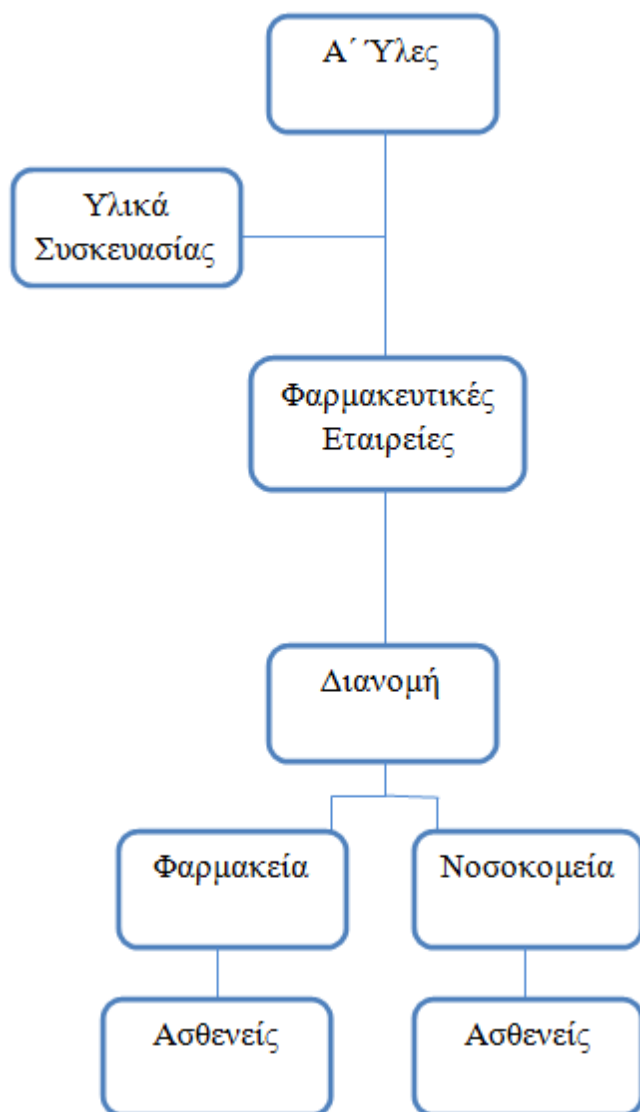 Α΄ Ύλες
Υλικά
Συσκευασίας
Φαρμακευτικές
Εταιρείες
Διανομή
Φαρμακεία
Νοσοκομεία
Ασθενείς
Ασθενείς